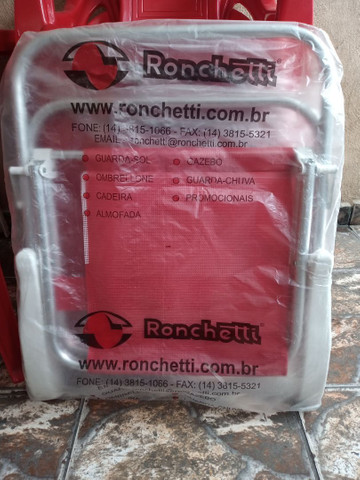 Ronchetti
www.ronchetti.com.br
FONE: (14) 3815-1066 - FAX: (14) 3815-5321
EMAIL: ronchetti@ronchetti.com.br
GUARDA-SOL
GAZEBO
OMBRELLONE
GUARDA-CHUVA
CADEIRA
PROMOCIONAIS
ALMOFADA
Ronchetti
www.ronchetti.com.br
FONE: (14) 3815-1066 - FAX: (14) 3815-5321